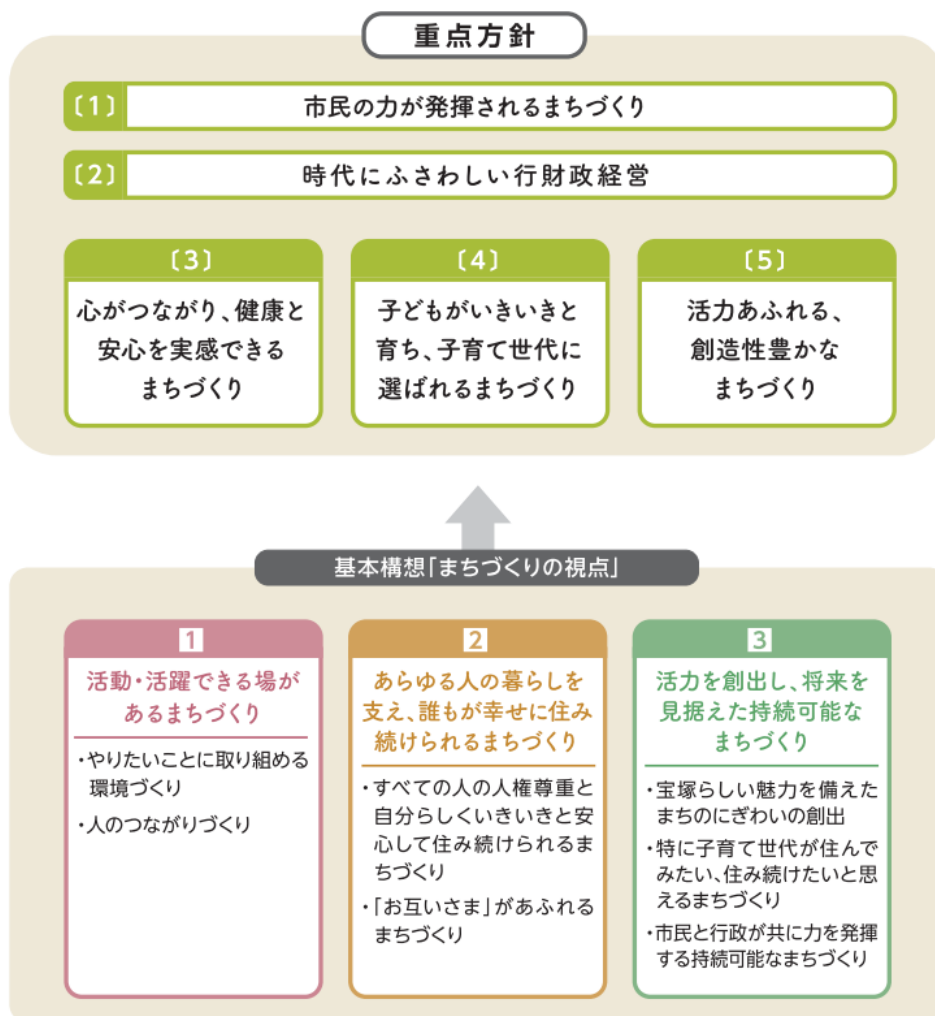 重点方針
〔1〕 市民の力が発揮されるまちづくり
〔2〕 時代にふさわしい行財政経営
〔3〕
心がつながり、健康と
安心を実感できる
まちづくり
〔4〕
子どもがいきいきと
育ち、子育て世代に
選ばれるまちづくり
〔5〕
活力あふれる、
創造性豊かな
まちづくり
基本構想「まちづくりの視点」
1
活動・活躍できる場が
あるまちづくり
・やりたいことに取り組める
環境づくり
・人のつながりづくり
2
あらゆる人の暮らしを
支え、誰もが幸せに住み
続けられるまちづくり
・すべての人の人権尊重と
自分らしくいきいきと安
心して住み続けられるま
ちづくり
・「お互いさま」があふれる
まちづくり
3
活力を創出し、将来を
見据えた持続可能な
まちづくり
・宝塚らしい魅力を備えた
まちのにぎわいの創出
・特に子育て世代が住んで
みたい、住み続けたいと思
えるまちづくり
・市民と行政が共に力を発揮
する持続可能なまちづくり